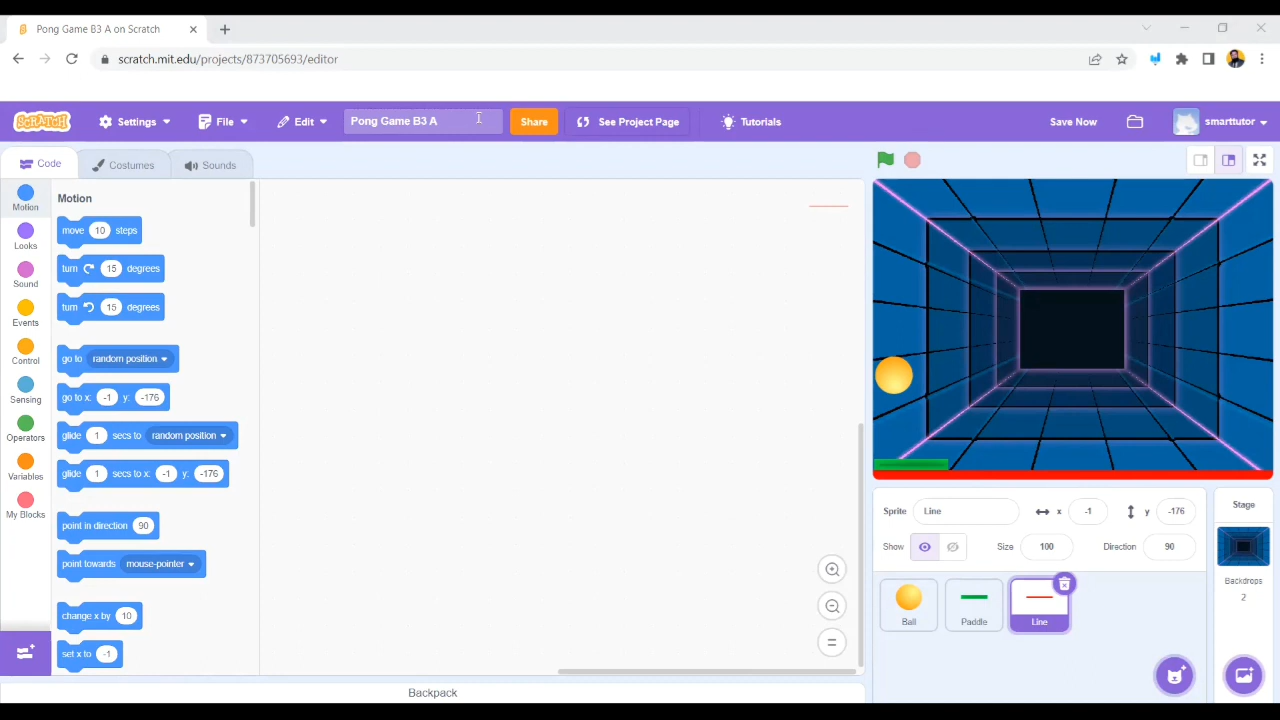 Pong Game B3 A on Scratch
scratch.mit.edu/projects/873705693/editor
SCRATCH Settings File Edit Pong Game B3 A Share See Project Page Tutorials Save Now smarttutor
Code Costumes Sounds
Motion
Looks
Sound
Events
Control
Sensing
Operators
Variables
My Blocks
Motion
move 10 steps
turn 15 degrees
turn 15 degrees
go to random position
go to x: -1 y: -176
glide 1 secs to random position
glide 1 secs to x: -1 y: -176
point in direction 90
point towards mouse-pointer
change x by 10
set x to -1
Sprite Line x -1 y -176
Show Size 100 Direction 90
Ball Paddle Line
Stage
Backdrops
2
Backpack